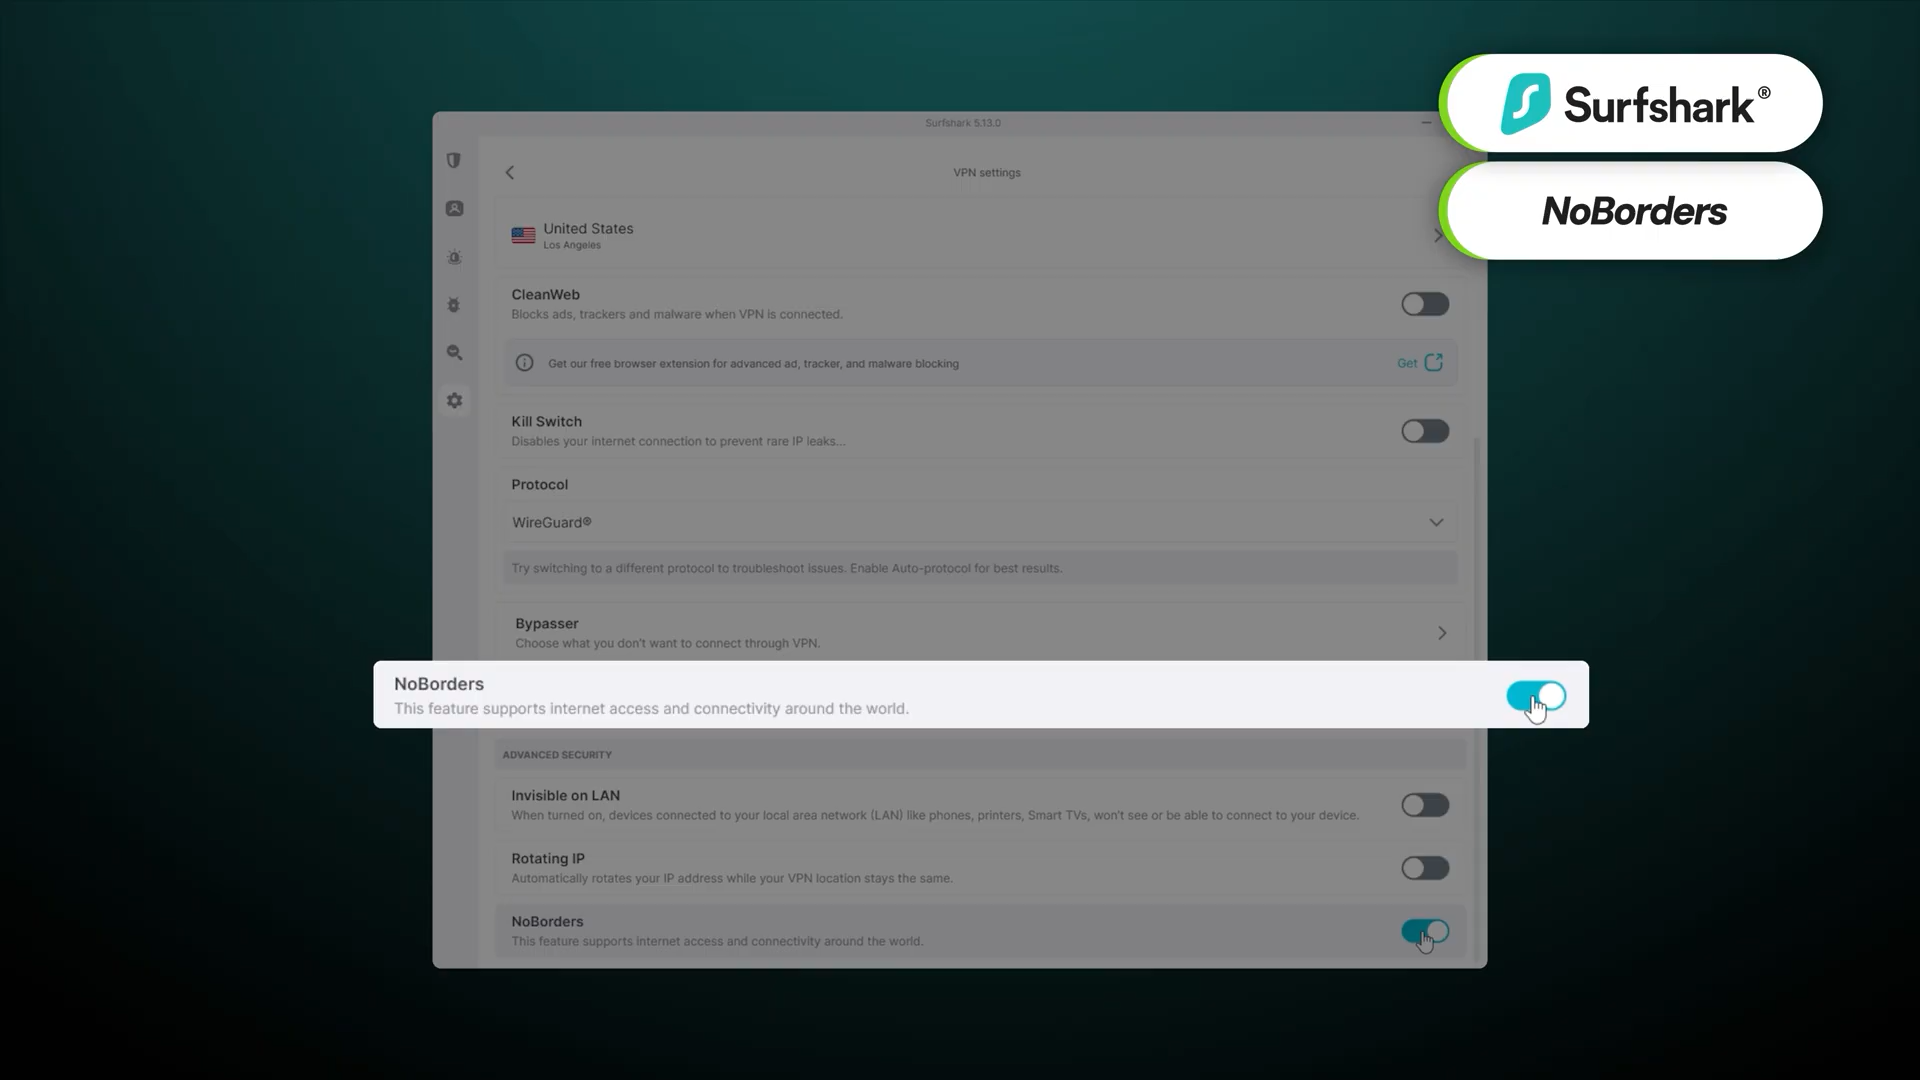 Surfshark®
NoBorders
Surfshark 5.13.0
VPN settings
United States
Los Angeles
CleanWeb
Blocks ads, trackers and malware when VPN is connected.
Get our free browser extension for advanced ad, tracker, and malware blocking
Get
Kill Switch
Disables your internet connection to prevent rare IP leaks...
Protocol
WireGuard®
Try switching to a different protocol to troubleshoot issues. Enable Auto-protocol for best results.
Bypasser
Choose what you don't want to connect through VPN.
NoBorders
This feature supports internet access and connectivity around the world.
ADVANCED SECURITY
Invisible on LAN
When turned on, devices connected to your local area network (LAN) like phones, printers, Smart TVs, won't see or be able to connect to your device.
Rotating IP
Automatically rotates your IP address while your VPN location stays the same.
NoBorders
This feature supports internet access and connectivity around the world.